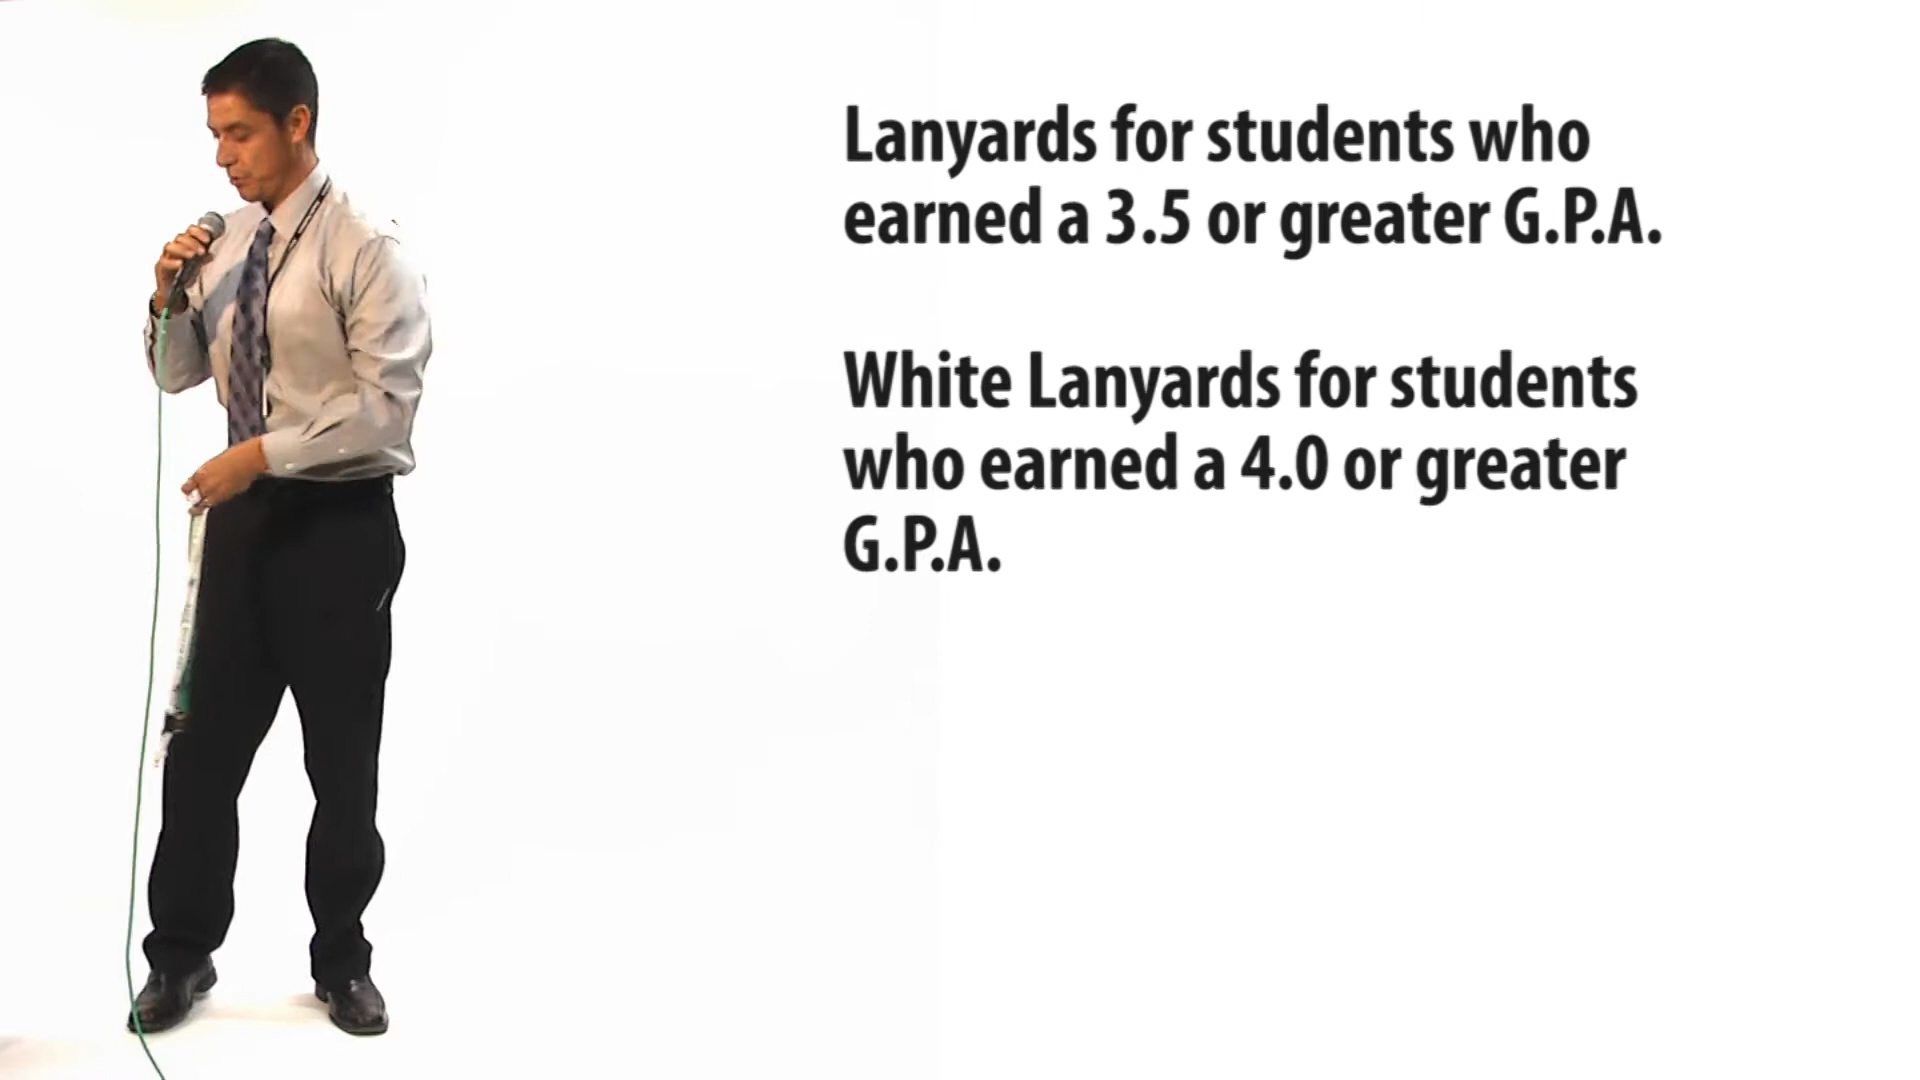 Lanyards for students who
earned a 3.5 or greater G.P.A.
White Lanyards for students
who earned a 4.0 or greater
G.P.A.